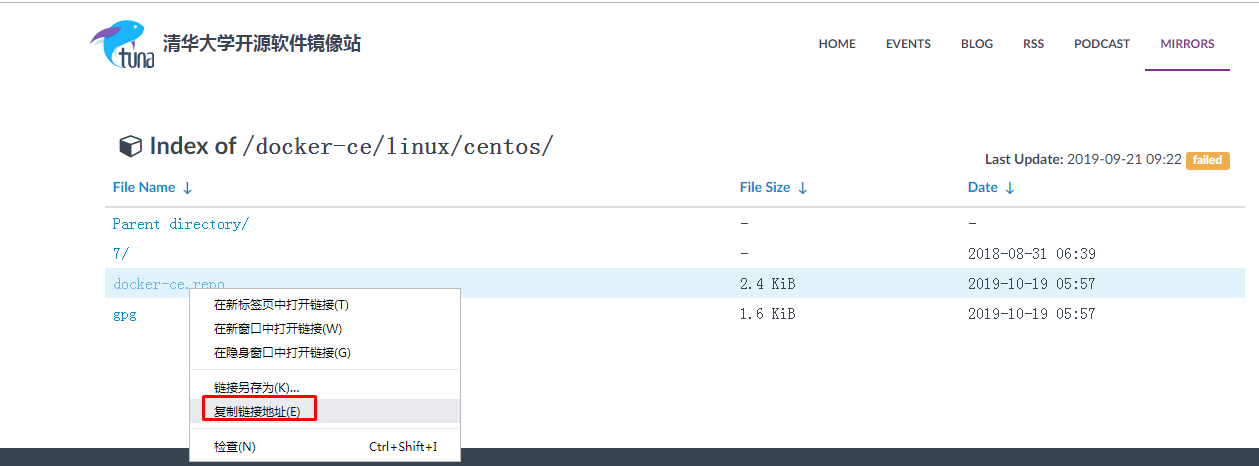 tuna 清华大学开源软件镜像站 HOME EVENTS BLOG RSS PODCAST MIRRORS
Index of /docker-ce/linux/centos/
Last Update: 2019-09-21 09:22 failed
File Name ↓ File Size ↓ Date ↓
Parent directory/ - -
7/ - 2018-08-31 06:39
docker-ce.repo 2.4 KiB 2019-10-19 05:57
gpg 1.6 KiB 2019-10-19 05:57
在新标签页中打开链接(T)
在新窗口中打开链接(W)
在隐身窗口中打开链接(G)
链接另存为(K)...
复制链接地址(E)
检查(N) Ctrl+Shift+I